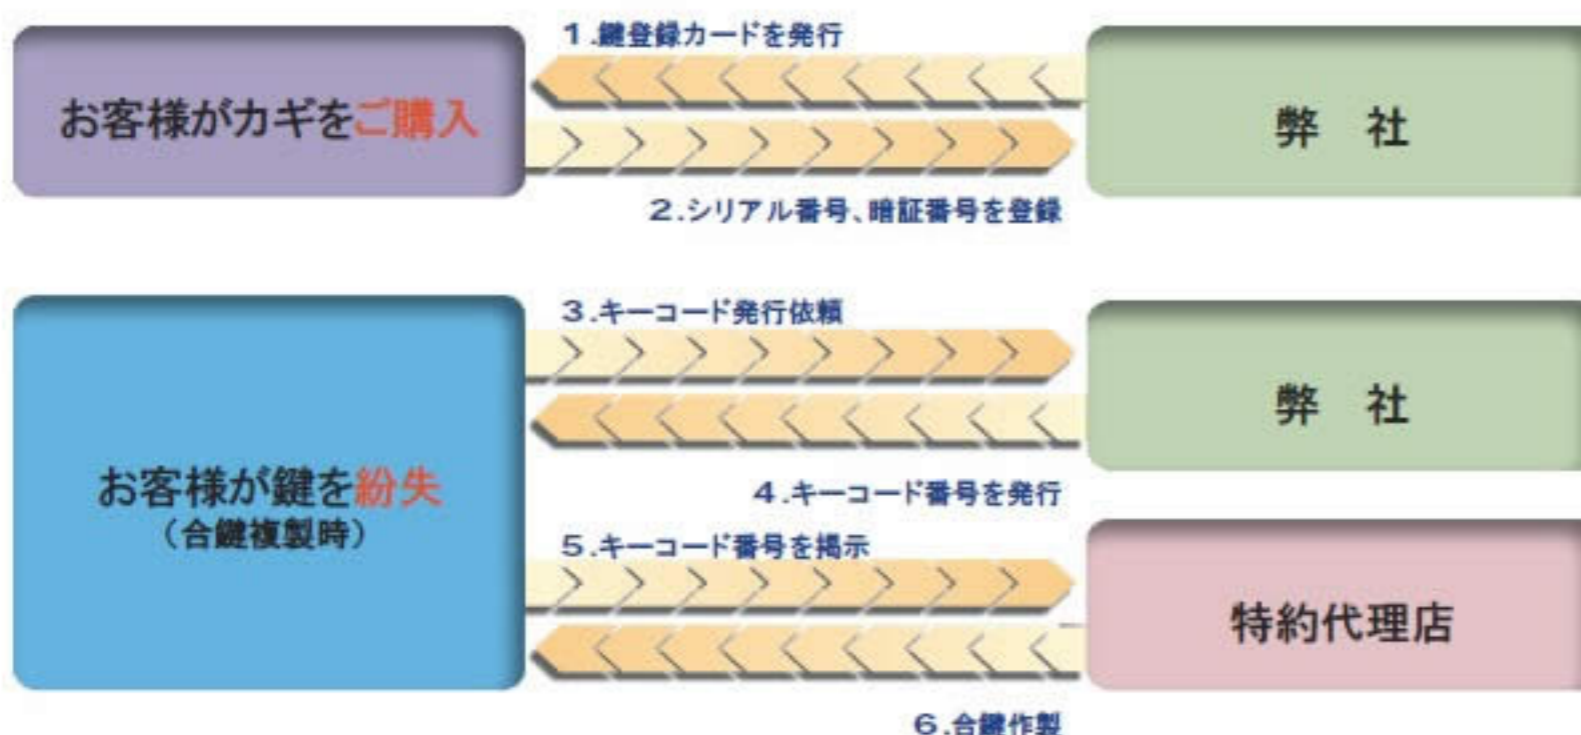 1.鍵登録カードを発行
お客様がカギをご購入
弊　社
2.シリアル番号、暗証番号を登録
3.キーコード発行依頼
弊　社
4.キーコード番号を発行
お客様が鍵を紛失
（合鍵複製時）
5.キーコード番号を掲示
特約代理店
6.合鍵作製